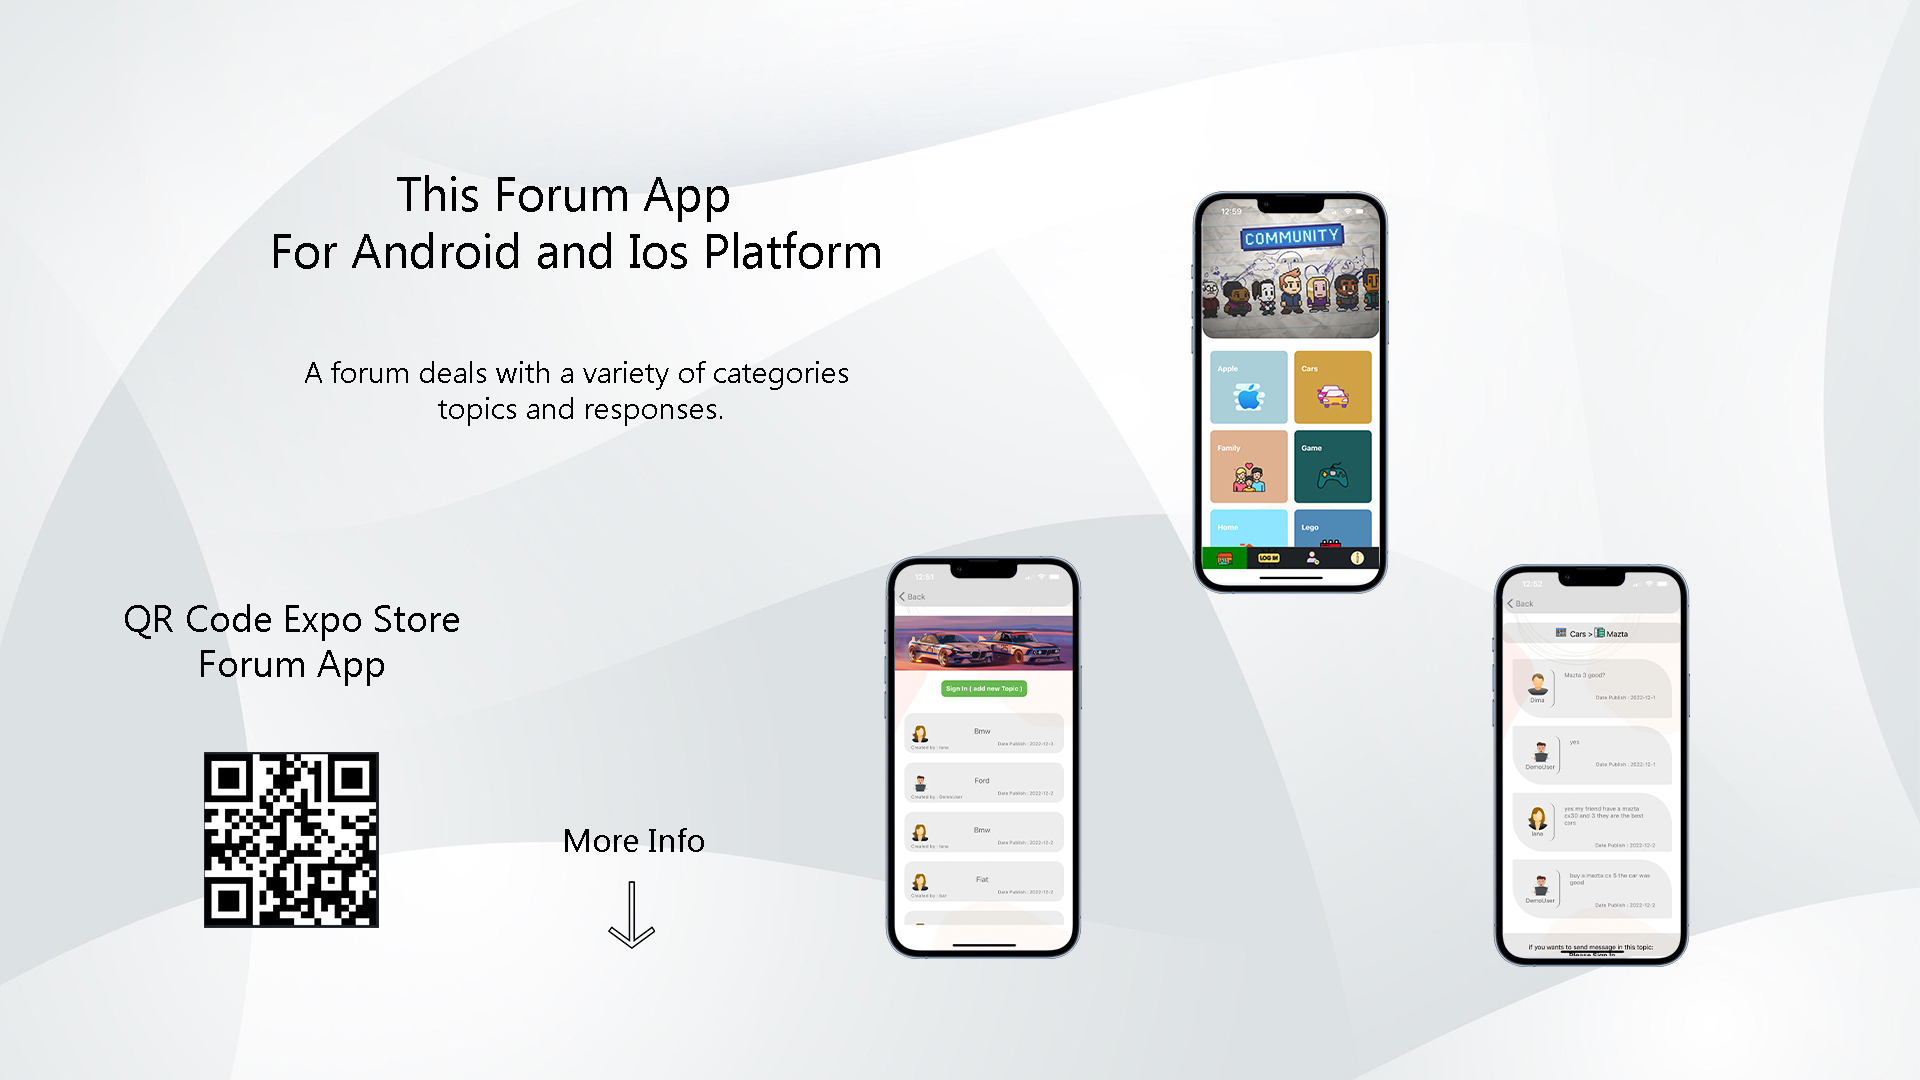 This Forum App
For Android and Ios Platform
A forum deals with a variety of categories
topics and responses.
QR Code Expo Store
Forum App
More Info
12:59
COMMUNITY
Apple
Cars
Family
Game
Home
Lego
LOG IN
12:51
Back
Sign In ( add new Topic )
Bmw
Created by : lana
Date Publish : 2022-12-3
Ford
Created by : DemoUser
Date Publish : 2022-12-2
Bmw
Created by : lana
Date Publish : 2022-12-2
Fiat
Created by : bar
Date Publish : 2022-12-2
12:52
Back
Cars > Mazta
Mazta 3 good?
Dima
Date Publish : 2022-12-1
yes
DemoUser
Date Publish : 2022-12-1
yes my friend have a mazta
cx30 and 3 they are the best
cars
lana
Date Publish : 2022-12-2
buy a mazta cx 5 the car was
good
DemoUser
Date Publish : 2022-12-2
if you wants to send message in this topic:
Please Sign In